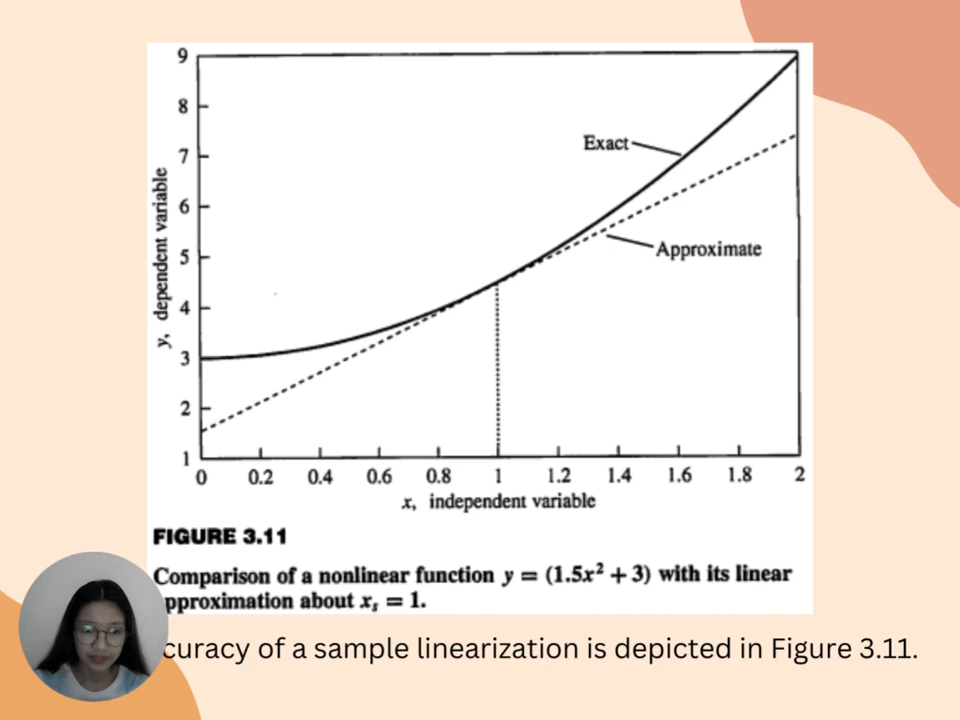 9
8
Exact
7
6
5
Approximate
4
3
2
1
y, dependent variable
0 0.2 0.4 0.6 0.8 1 1.2 1.4 1.6 1.8 2
x, independent variable
FIGURE 3.11
Comparison of a nonlinear function y = (1.5x² + 3) with its linear
pproximation about xₛ = 1.
curacy of a sample linearization is depicted in Figure 3.11.